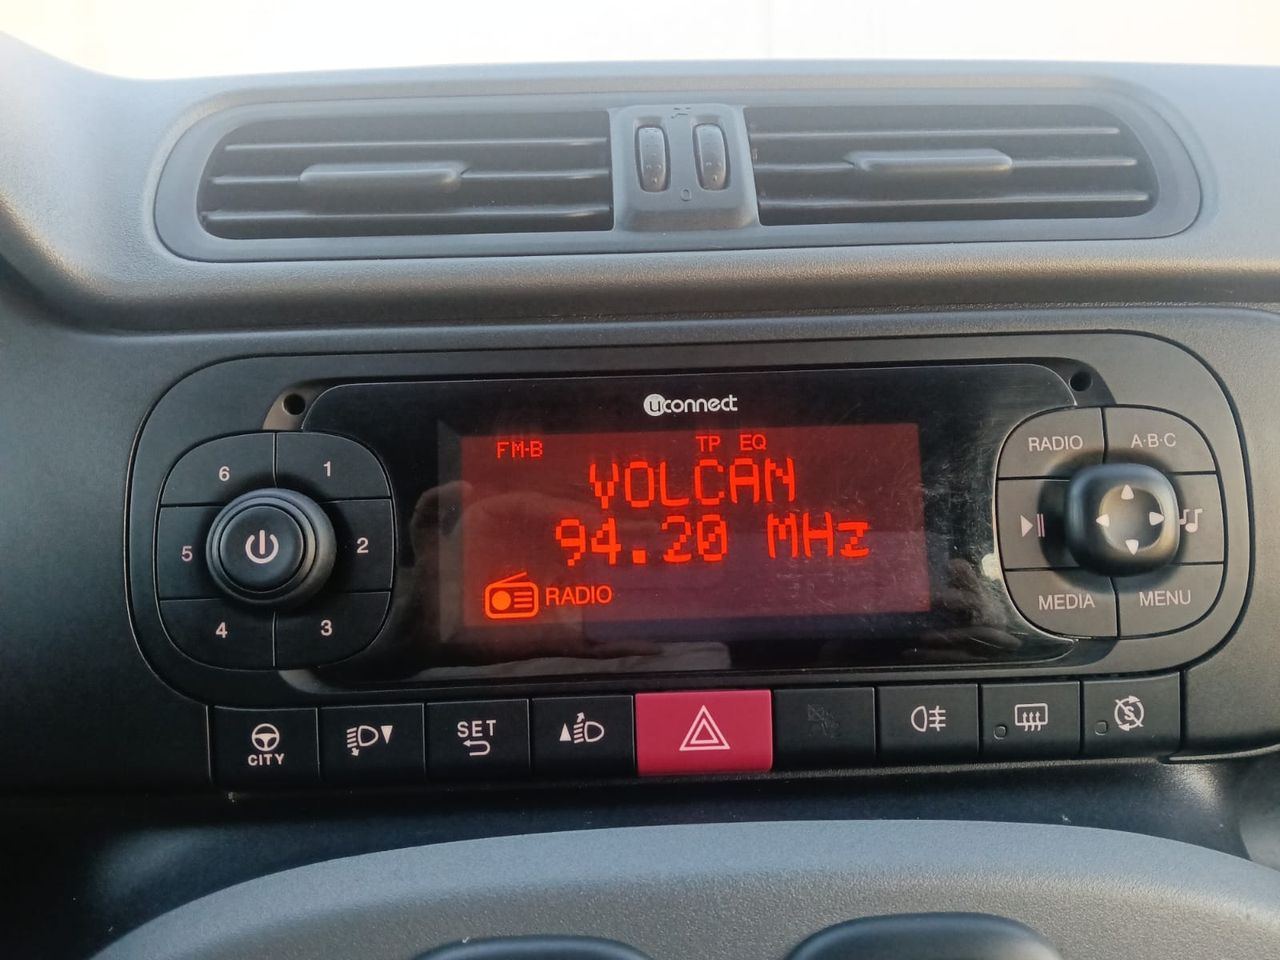 uconnect
FM-B TP EQ
VOLCAN
94.20 MHz
RADIO
6 1
5 2
4 3
RADIO A·B·C
MEDIA MENU
CITY
SET
0